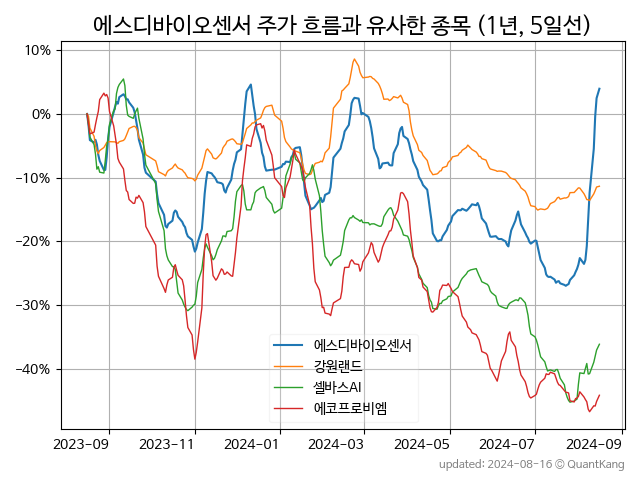 에스디바이오센서 주가 흐름과 유사한 종목 (1년, 5일선)
10%
0%
−10%
−20%
−30%
−40%
에스디바이오센서
강원랜드
셀바스AI
에코프로비엠
2023-09 2023-11 2024-01 2024-03 2024-05 2024-07 2024-09
updated: 2024-08-16 © QuantKang